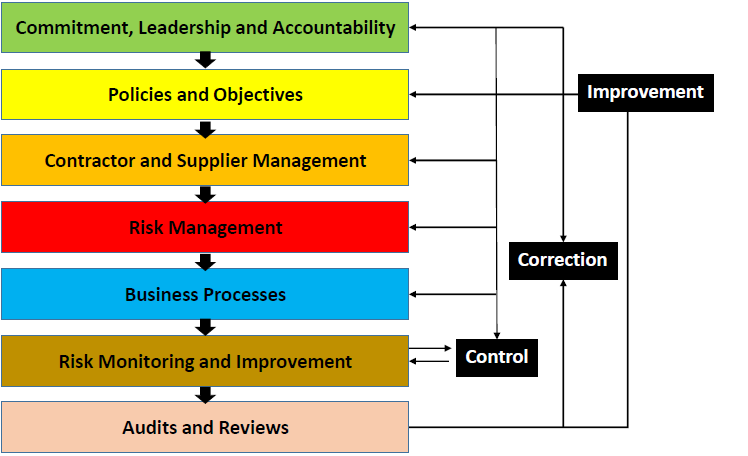 Commitment, Leadership and Accountability
Policies and Objectives
Improvement
Contractor and Supplier Management
Risk Management
Correction
Business Processes
Risk Monitoring and Improvement
Control
Audits and Reviews